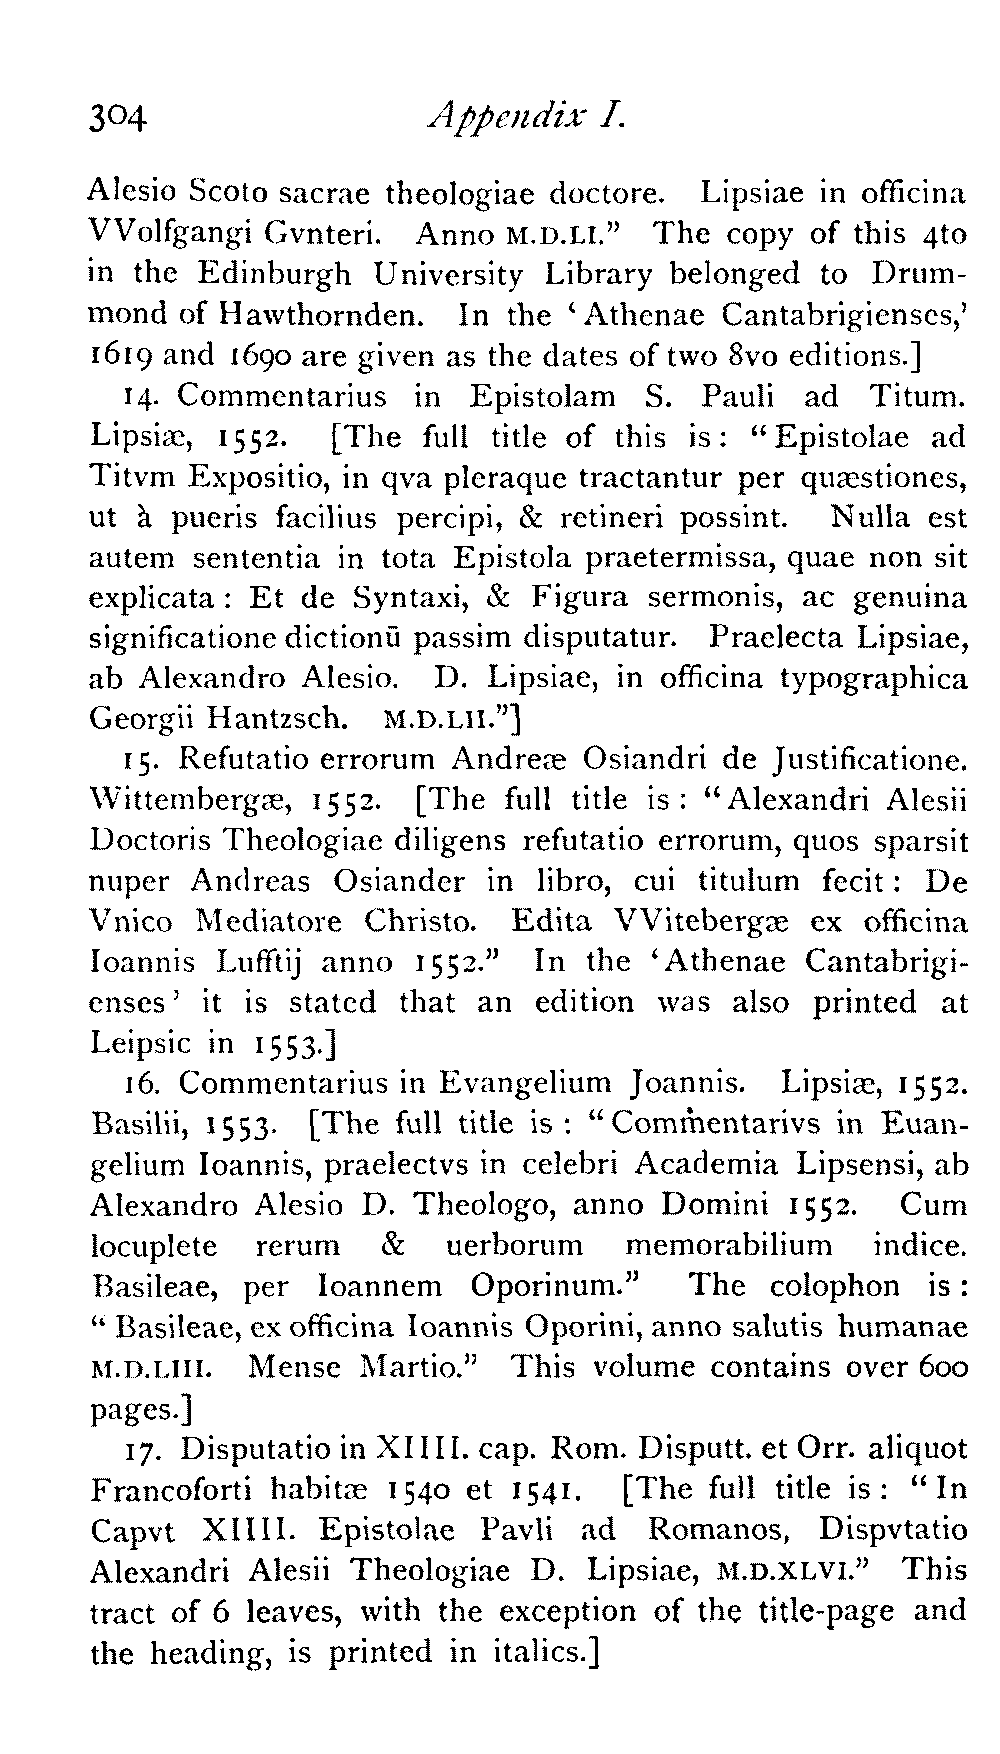 304 Appendix I.
Alesio Scoto sacrae theologiae doctore. Lipsiae in officina
VVolfgangi Gvnteri. Anno M.D.LI.” The copy of this 4to
in the Edinburgh University Library belonged to Drum-
mond of Hawthornden. In the ‘Athenae Cantabrigienses,’
1619 and 1690 are given as the dates of two 8vo editions.]
14. Commentarius in Epistolam S. Pauli ad Titum.
Lipsiæ, 1552. [The full title of this is: “Epistolae ad
Titvm Expositio, in qva pleraque tractantur per quæstiones,
ut à pueris facilius percipi, & retineri possint. Nulla est
autem sententia in tota Epistola praetermissa, quae non sit
explicata: Et de Syntaxi, & Figura sermonis, ac genuina
significatione dictionū passim disputatur. Praelecta Lipsiae,
ab Alexandro Alesio. D. Lipsiae, in officina typographica
Georgii Hantzsch. M.D.LII.”]
15. Refutatio errorum Andreæ Osiandri de Justificatione.
Wittembergæ, 1552. [The full title is: “Alexandri Alesii
Doctoris Theologiae diligens refutatio errorum, quos sparsit
nuper Andreas Osiander in libro, cui titulum fecit: De
Vnico Mediatore Christo. Edita VVitebergæ ex officina
Ioannis Lufftij anno 1552.” In the ‘Athenae Cantabrigi-
enses’ it is stated that an edition was also printed at
Leipsic in 1553.]
16. Commentarius in Evangelium Joannis. Lipsiæ, 1552.
Basilii, 1553. [The full title is: “Commentarivs in Euan-
gelium Ioannis, praelectvs in celebri Academia Lipsensi, ab
Alexandro Alesio D. Theologo, anno Domini 1552. Cum
locuplete rerum & uerborum memorabilium indice.
Basileae, per Ioannem Oporinum.” The colophon is:
“Basileae, ex officina Ioannis Oporini, anno salutis humanae
M.D.LIII. Mense Martio.” This volume contains over 600
pages.]
17. Disputatio in XIIII. cap. Rom. Disputt. et Orr. aliquot
Francoforti habitæ 1540 et 1541. [The full title is: “In
Capvt XIIII. Epistolae Pavli ad Romanos, Dispvtatio
Alexandri Alesii Theologiae D. Lipsiae, M.D.XLVI.” This
tract of 6 leaves, with the exception of the title-page and
the heading, is printed in italics.]